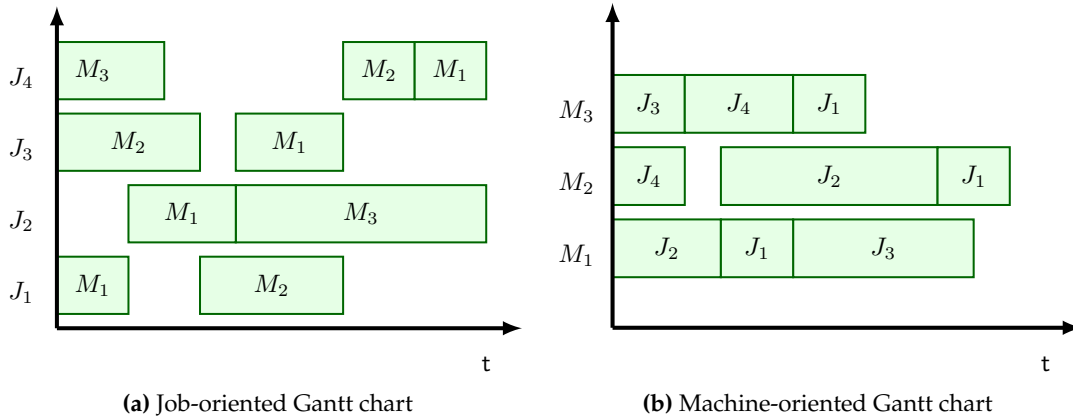 J₄ M₃ M₂ M₁
J₃ M₂ M₁
J₂ M₁ M₃
J₁ M₁ M₂
t
(a) Job-oriented Gantt chart
M₃ J₃ J₄ J₁
M₂ J₄ J₂ J₁
M₁ J₂ J₁ J₃
t
(b) Machine-oriented Gantt chart